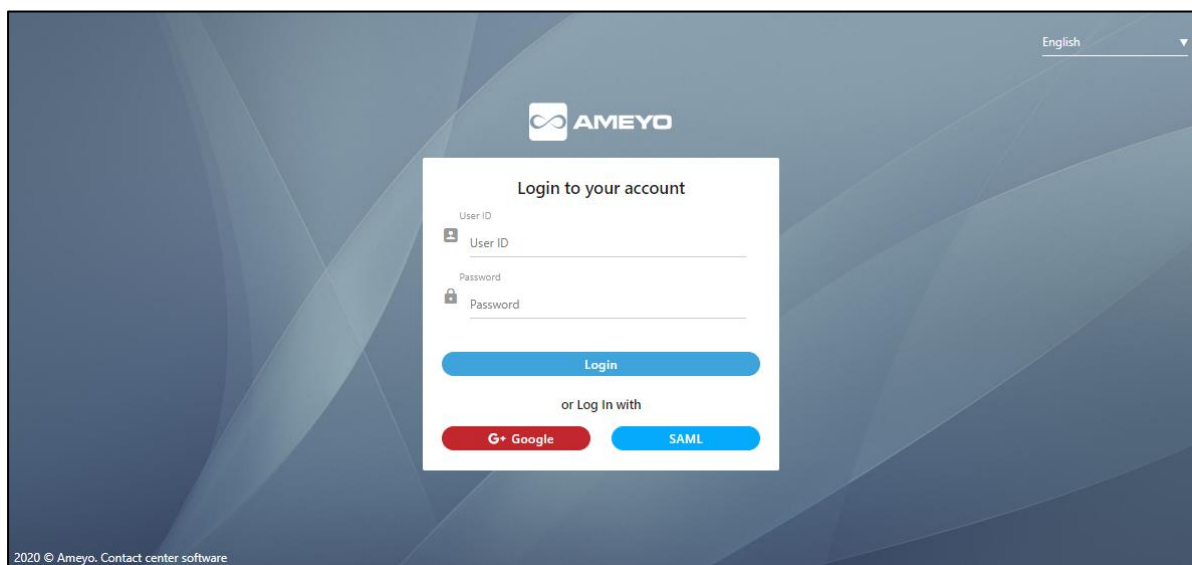 English
AMEYO
Login to your account
User ID
User ID
Password
Password
Login
or Log In with
G+ Google
SAML
2020 © Ameyo. Contact center software